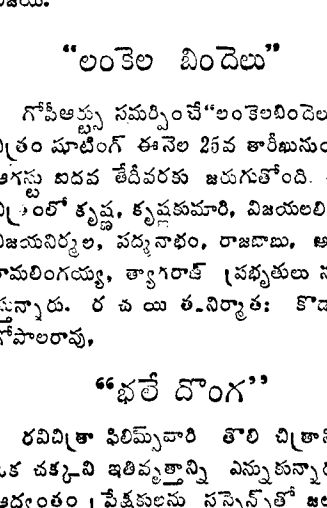 “లంకెల బిందెలు”
గోపీఆర్ట్సు సమర్పించే“లంకెలబిందెలు
చిత్రం షూటింగ్ ఈనెల 25వ తారీఖునుం
ఆగస్టు ఐదవ తేదీవరకు జరుగుతోంది.
లో కృష్ణ, కృష్ణకుమారి, విజయలలి
విజయనిర్మల, పద్మనాభం, రాజబాబు, అ
రామలింగయ్య, త్యాగరాజ్ ప్రభృతులు న
స్తున్నారు. ర చ యి త-నిర్మాత: కొడ
గోపాలరావు,
“భలే దొంగ”
రవిచిత్రా ఫిలిమ్స్‌వారి తొలి చిత్రాని
ఒక చక్కని ఇతివృత్తాన్ని ఎన్నుకున్నార
ఆద్యంతం ప్రేక్షకులను సస్పెన్స్‌తో